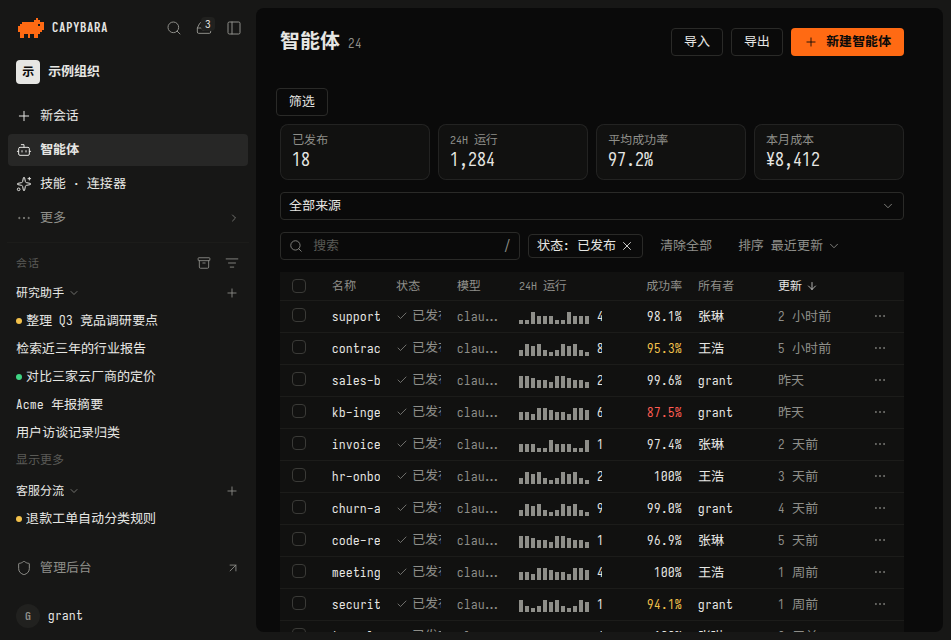 CAPYBARA
3
示 示例组织
新会话
智能体
技能 · 连接器
更多
会话
研究助手
整理 Q3 竞品调研要点
检索近三年的行业报告
对比三家云厂商的定价
Acme 年报摘要
用户访谈记录归类
显示更多
客服分流
退款工单自动分类规则
管理后台
G grant
智能体 24
导入 导出 + 新建智能体
筛选
已发布 24H 运行 平均成功率 本月成本
18 1,284 97.2% ¥8,412
全部来源
搜索 / 状态: 已发布 × 清除全部 排序 最近更新
名称 状态 模型 24H 运行 成功率 所有者 更新 ↓
support 已发 clau... 4 98.1% 张琳 2 小时前 ...
contrac 已发 clau... 8 95.3% 王浩 5 小时前 ...
sales-b 已发 clau... 2 99.6% grant 昨天 ...
kb-inge 已发 clau... 6 87.5% grant 昨天 ...
invoice 已发 clau... 1 97.4% 张琳 2 天前 ...
hr-onbo 已发 clau... 2 100% 王浩 3 天前 ...
churn-a 已发 clau... 9 99.0% grant 4 天前 ...
code-re 已发 clau... 1 96.9% 张琳 5 天前 ...
meeting 已发 clau... 4 100% 王浩 1 周前 ...
securit 已发 clau... 1 94.1% grant 1 周前 ...